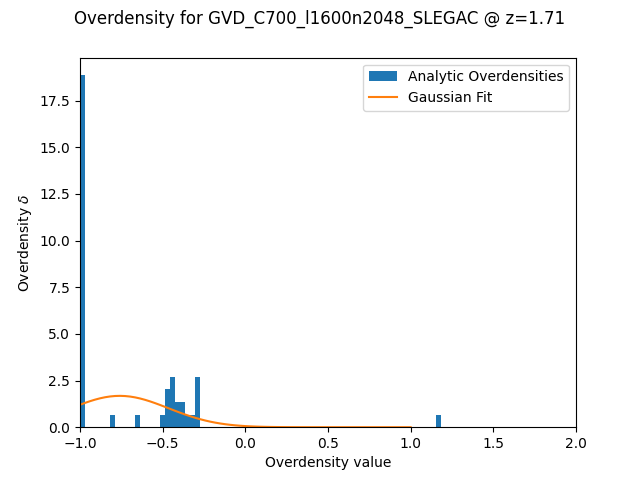 Overdensity for GVD_C700_l1600n2048_SLEGAC @ z=1.71
Analytic Overdensities
Gaussian Fit
Overdensity δ
17.5
15.0
12.5
10.0
7.5
5.0
2.5
0.0
−1.0 −0.5 0.0 0.5 1.0 1.5 2.0
Overdensity value